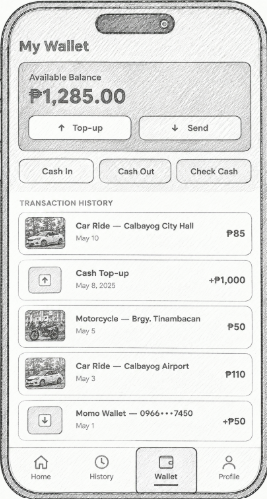 My Wallet
Available Balance
₱1,285.00
↑ Top-up
↓ Send
Cash In
Cash Out
Check Cash
TRANSACTION HISTORY
Car Ride — Calbayog City Hall
₱85
May 10
Cash Top-up
+₱1,000
May 8, 2025
Motorcycle — Brgy. Tinambacan
₱50
May 5
Car Ride — Calbayog Airport
₱110
May 3
Momo Wallet — 0966•••7450
+₱50
May 1
Home
History
Wallet
Profile